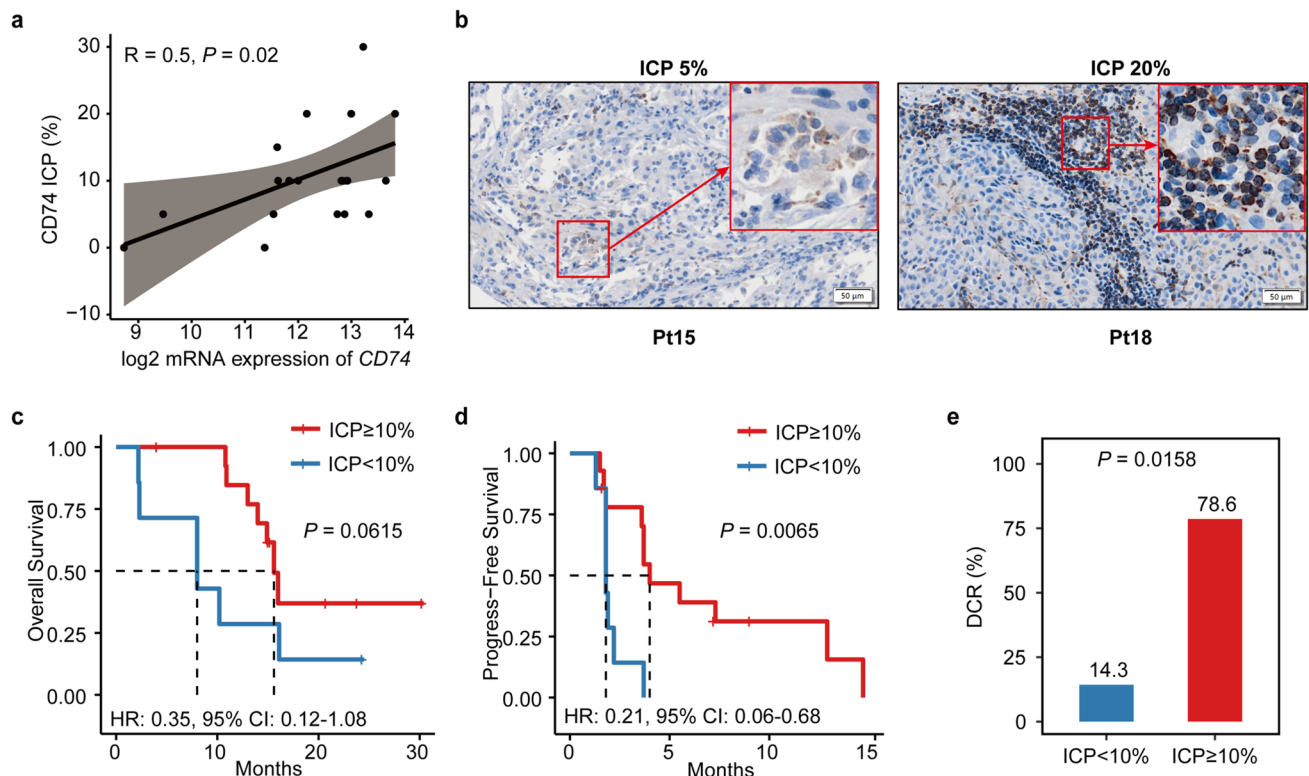 a
R = 0.5, P = 0.02
CD74 ICP (%)
30
20
10
0
−10
9 10 11 12 13 14
log2 mRNA expression of CD74
b
ICP 5%
ICP 20%
50 μm
50 μm
Pt15
Pt18
c
ICP≥10%
ICP<10%
Overall Survival
1.00
0.75
0.50
0.25
0.00
P = 0.0615
HR: 0.35, 95% CI: 0.12-1.08
0 10 20 30
Months
d
ICP≥10%
ICP<10%
Progress−Free Survival
1.00
0.75
0.50
0.25
0.00
P = 0.0065
HR: 0.21, 95% CI: 0.06-0.68
0 5 10 15
Months
e
P = 0.0158
DCR (%)
100
75
50
25
0
14.3
78.6
ICP<10% ICP≥10%